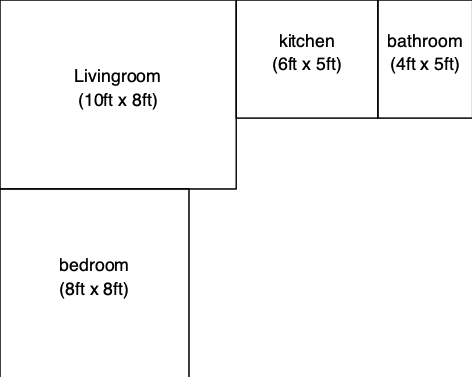 Livingroom
(10ft x 8ft)
kitchen
(6ft x 5ft)
bathroom
(4ft x 5ft)
bedroom
(8ft x 8ft)